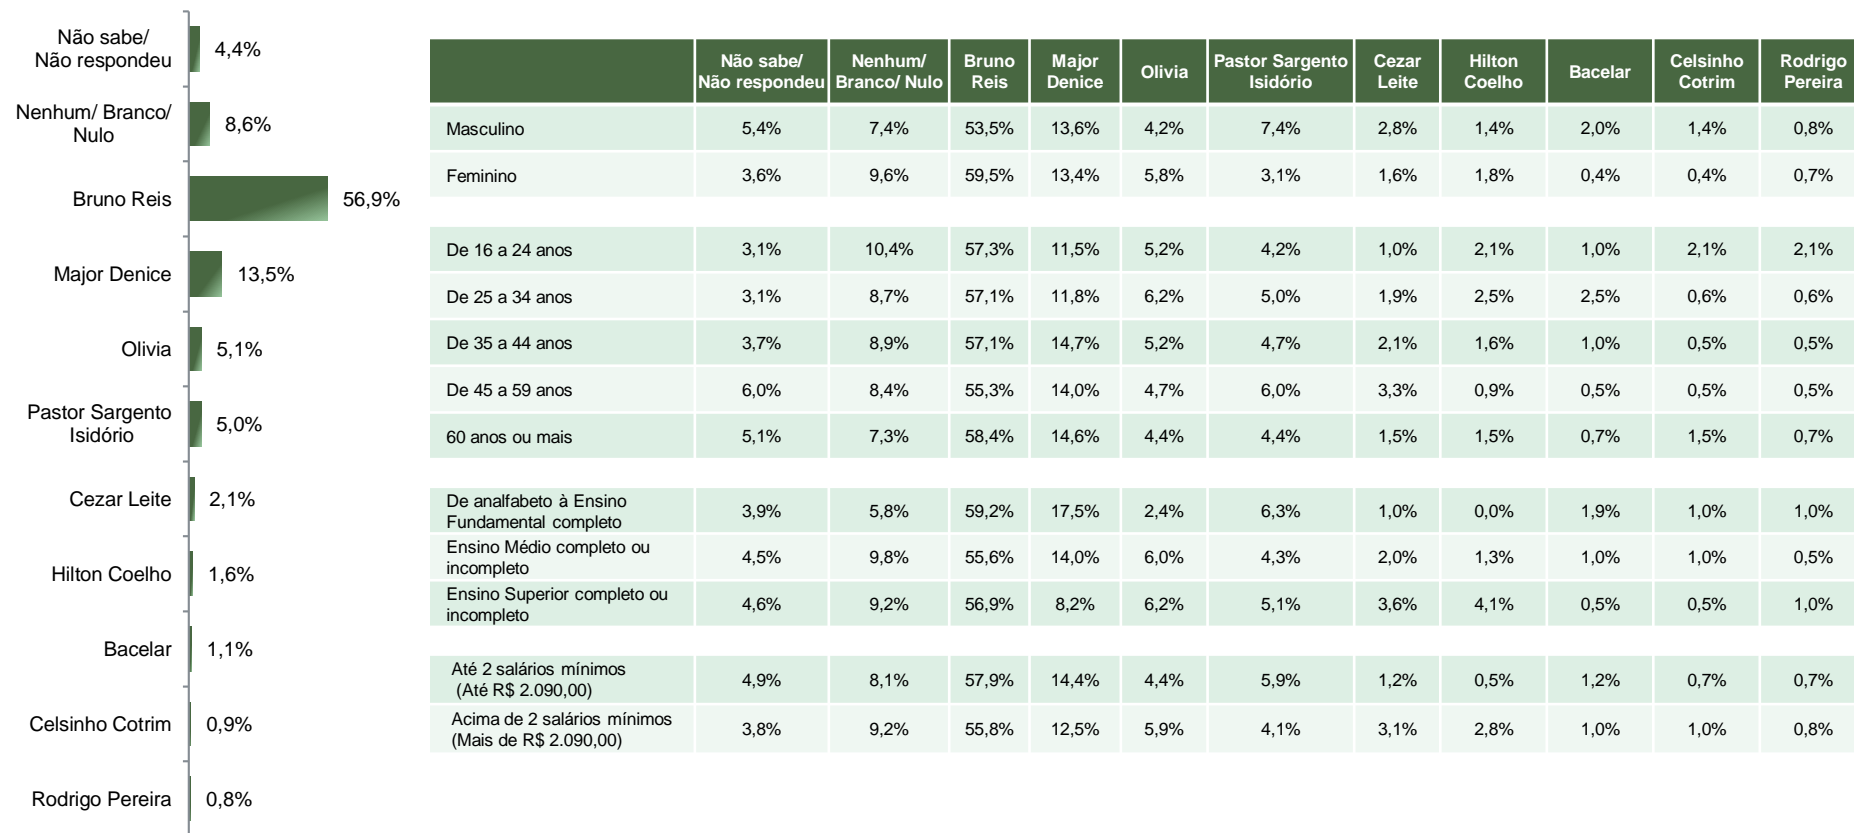 Não sabe/
Não respondeu
4,4%
Nenhum/ Branco/
Nulo
8,6%
Bruno Reis
56,9%
Major Denice
13,5%
Olivia
5,1%
Pastor Sargento
Isidório
5,0%
Cezar Leite
2,1%
Hilton Coelho
1,6%
Bacelar
1,1%
Celsinho Cotrim
0,9%
Rodrigo Pereira
0,8%
Não sabe/ Não respondeu Nenhum/ Branco/ Nulo Bruno Reis Major Denice Olivia Pastor Sargento Isidório Cezar Leite Hilton Coelho Bacelar Celsinho Cotrim Rodrigo Pereira
Masculino 5,4% 7,4% 53,5% 13,6% 4,2% 7,4% 2,8% 1,4% 2,0% 1,4% 0,8%
Feminino 3,6% 9,6% 59,5% 13,4% 5,8% 3,1% 1,6% 1,8% 0,4% 0,4% 0,7%
De 16 a 24 anos 3,1% 10,4% 57,3% 11,5% 5,2% 4,2% 1,0% 2,1% 1,0% 2,1% 2,1%
De 25 a 34 anos 3,1% 8,7% 57,1% 11,8% 6,2% 5,0% 1,9% 2,5% 2,5% 0,6% 0,6%
De 35 a 44 anos 3,7% 8,9% 57,1% 14,7% 5,2% 4,7% 2,1% 1,6% 1,0% 0,5% 0,5%
De 45 a 59 anos 6,0% 8,4% 55,3% 14,0% 4,7% 6,0% 3,3% 0,9% 0,5% 0,5% 0,5%
60 anos ou mais 5,1% 7,3% 58,4% 14,6% 4,4% 4,4% 1,5% 1,5% 0,7% 1,5% 0,7%
De analfabeto à Ensino
Fundamental completo
3,9% 5,8% 59,2% 17,5% 2,4% 6,3% 1,0% 0,0% 1,9% 1,0% 1,0%
Ensino Médio completo ou
incompleto
4,5% 9,8% 55,6% 14,0% 6,0% 4,3% 2,0% 1,3% 1,0% 1,0% 0,5%
Ensino Superior completo ou
incompleto
4,6% 9,2% 56,9% 8,2% 6,2% 5,1% 3,6% 4,1% 0,5% 0,5% 1,0%
Até 2 salários mínimos
(Até R$ 2.090,00)
4,9% 8,1% 57,9% 14,4% 4,4% 5,9% 1,2% 0,5% 1,2% 0,7% 0,7%
Acima de 2 salários mínimos
(Mais de R$ 2.090,00)
3,8% 9,2% 55,8% 12,5% 5,9% 4,1% 3,1% 2,8% 1,0% 1,0% 0,8%